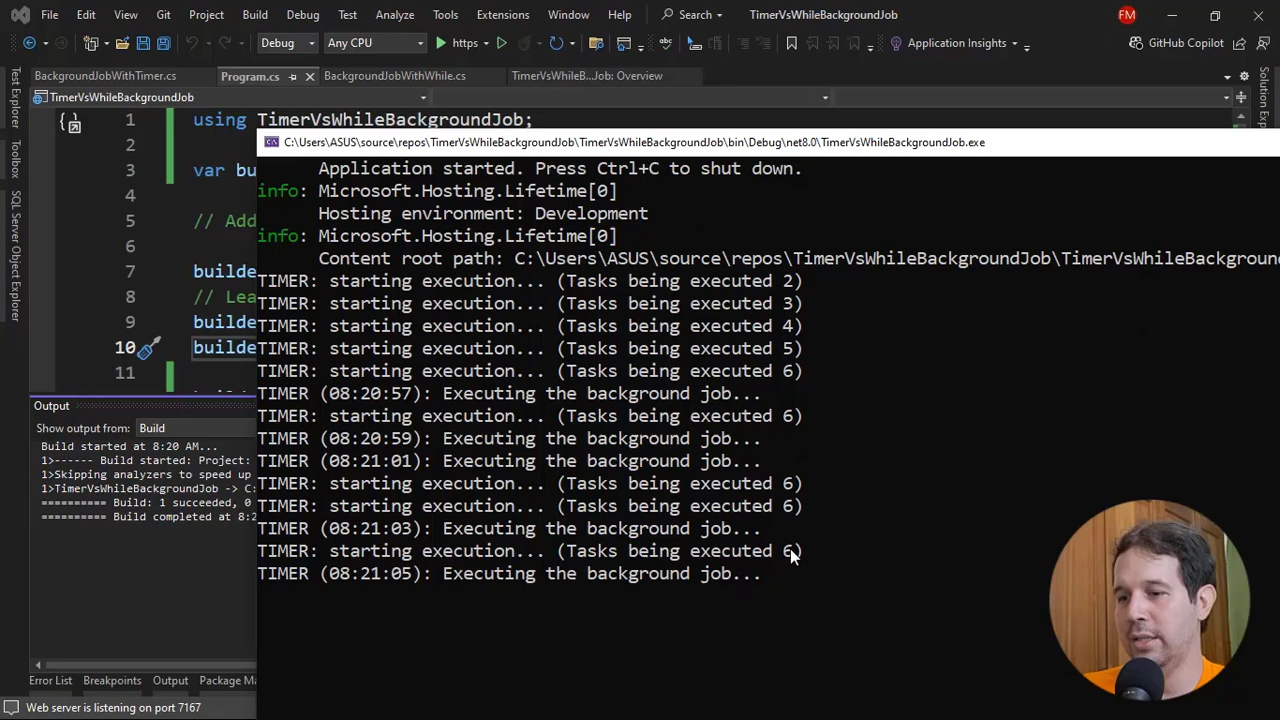 File Edit View Git Project Build Debug Test Analyze Tools Extensions Window Help Search TimerVsWhileBackgroundJob FM
Debug Any CPU https Application Insights GitHub Copilot
BackgroundJobWithTimer.cs Program.cs BackgroundJobWithWhile.cs TimerVsWhileB...Job: Overview
TimerVsWhileBackgroundJob
Test Explorer
Toolbox
SQL Server Object Explorer
Solution Exp
1 using TimerVsWhileBackgroundJob;
2
3 var bu
4
5 // Add
6
7 builde
8 // Lea
9 builde
10 builde
11
C:\Users\ASUS\source\repos\TimerVsWhileBackgroundJob\TimerVsWhileBackgroundJob\bin\Debug\net8.0\TimerVsWhileBackgroundJob.exe
Application started. Press Ctrl+C to shut down.
info: Microsoft.Hosting.Lifetime[0]
Hosting environment: Development
info: Microsoft.Hosting.Lifetime[0]
Content root path: C:\Users\ASUS\source\repos\TimerVsWhileBackgroundJob\TimerVsWhileBackground
TIMER: starting execution... (Tasks being executed 2)
TIMER: starting execution... (Tasks being executed 3)
TIMER: starting execution... (Tasks being executed 4)
TIMER: starting execution... (Tasks being executed 5)
TIMER: starting execution... (Tasks being executed 6)
TIMER (08:20:57): Executing the background job...
TIMER: starting execution... (Tasks being executed 6)
TIMER (08:20:59): Executing the background job...
TIMER (08:21:01): Executing the background job...
TIMER: starting execution... (Tasks being executed 6)
TIMER: starting execution... (Tasks being executed 6)
TIMER (08:21:03): Executing the background job...
TIMER: starting execution... (Tasks being executed 6)
TIMER (08:21:05): Executing the background job...
Output
Show output from: Build
Build started at 8:20 AM...
1>------ Build started: Project:
1>Skipping analyzers to speed up
1>TimerVsWhileBackgroundJob -> C:
========== Build: 1 succeeded, 0
========== Build completed at 8:2
Error List Breakpoints Output Package Ma
Web server is listening on port 7167